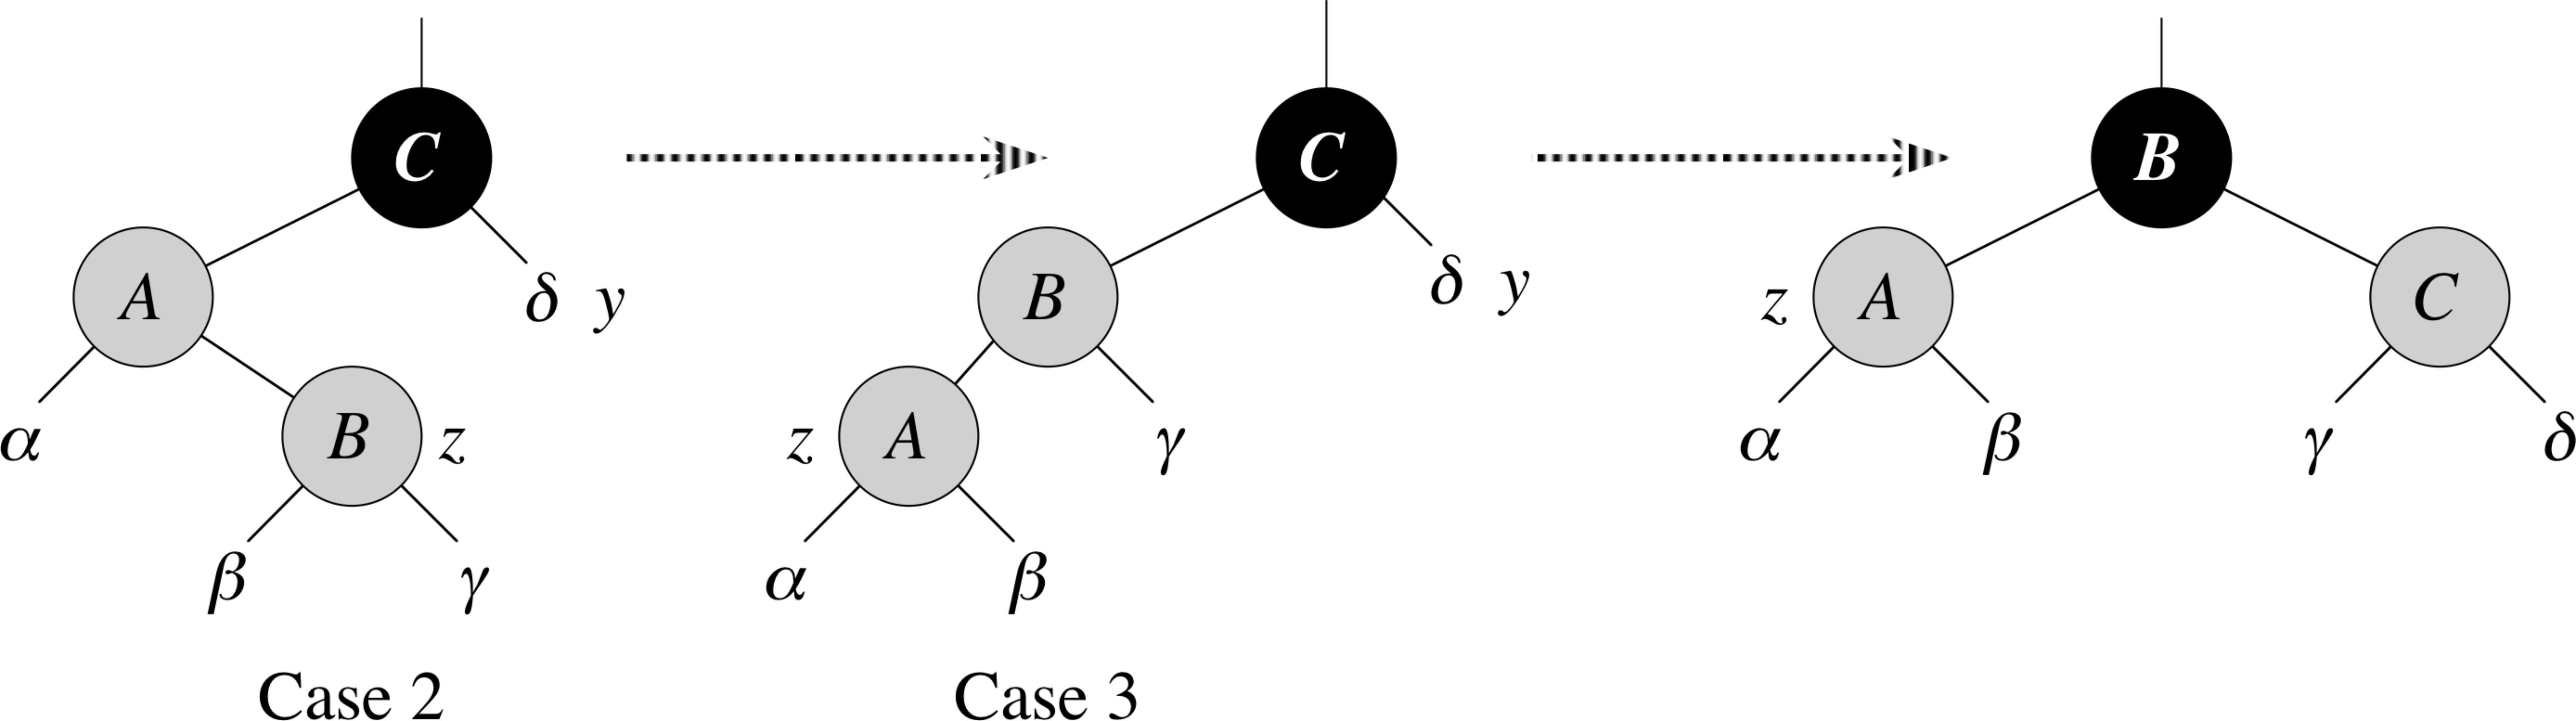 C C B
A δ y B δ y z A C
α B z z A γ α β γ δ
β γ α β
Case 2 Case 3